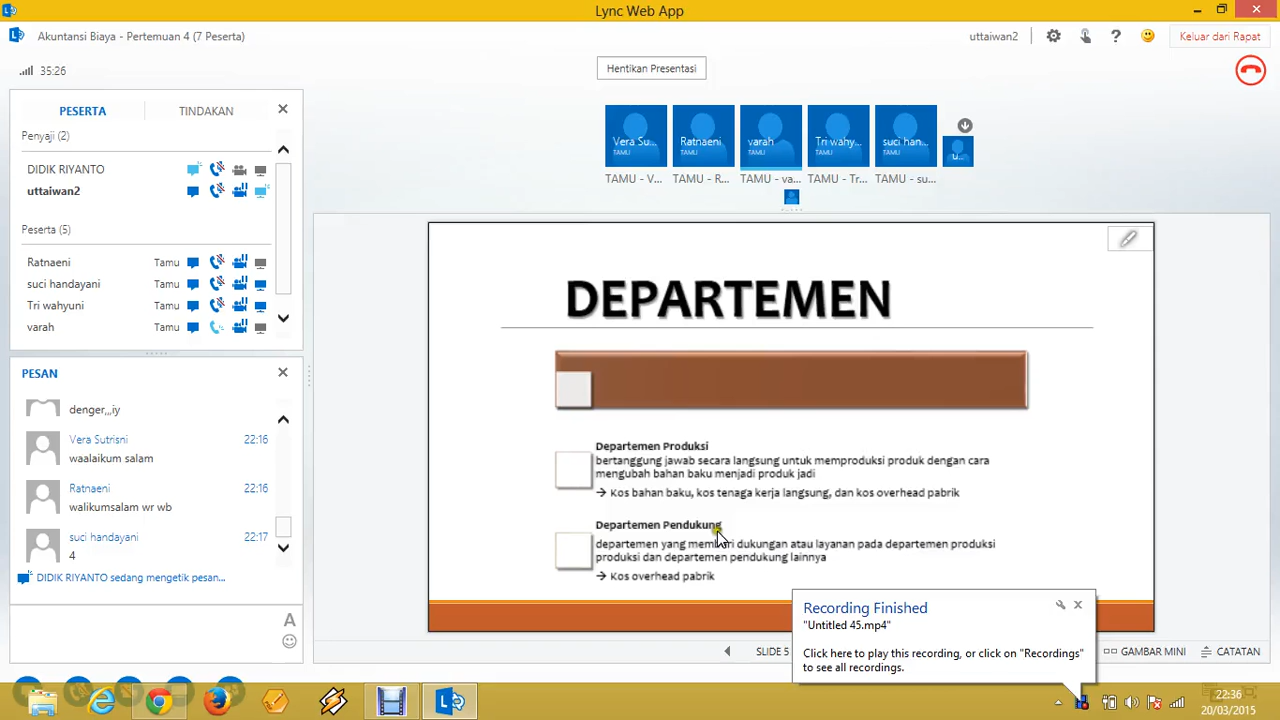 Lync Web App
Akuntansi Biaya - Pertemuan 4 (7 Peserta)
uttaiwan2
?
Keluar dari Rapat
35:26
Hentikan Presentasi
PESERTA
TINDAKAN
Penyaji (2)
DIDIK RIYANTO
uttaiwan2
Peserta (5)
Ratnaeni
Tamu
suci handayani
Tamu
Tri wahyuni
Tamu
varah
Tamu
Vera Su...
TAMU
Ratnaeni
TAMU
varah
TAMU
Tri wahy...
TAMU
suci han...
TAMU
u..
TAMU - V...
TAMU - R...
TAMU - va...
TAMU - Tr...
TAMU - su...
PESAN
denger,,,iy
Vera Sutrisni 22:16
waalaikum salam
Ratnaeni 22:16
walikumsalam wr wb
suci handayani 22:17
4
DIDIK RIYANTO sedang mengetik pesan...
A
DEPARTEMEN
Departemen Produksi
bertanggung jawab secara langsung untuk memproduksi produk dengan cara
mengubah bahan baku menjadi produk jadi
→ Kos bahan baku, kos tenaga kerja langsung, dan kos overhead pabrik
Departemen Pendukung
departemen yang memberi dukungan atau layanan pada departemen produksi
produksi dan departemen pendukung lainnya
→ Kos overhead pabrik
SLIDE 5
GAMBAR MINI
CATATAN
Recording Finished
"Untitled 45.mp4"
Click here to play this recording, or click on "Recordings"
to see all recordings.
22:36
20/03/2015